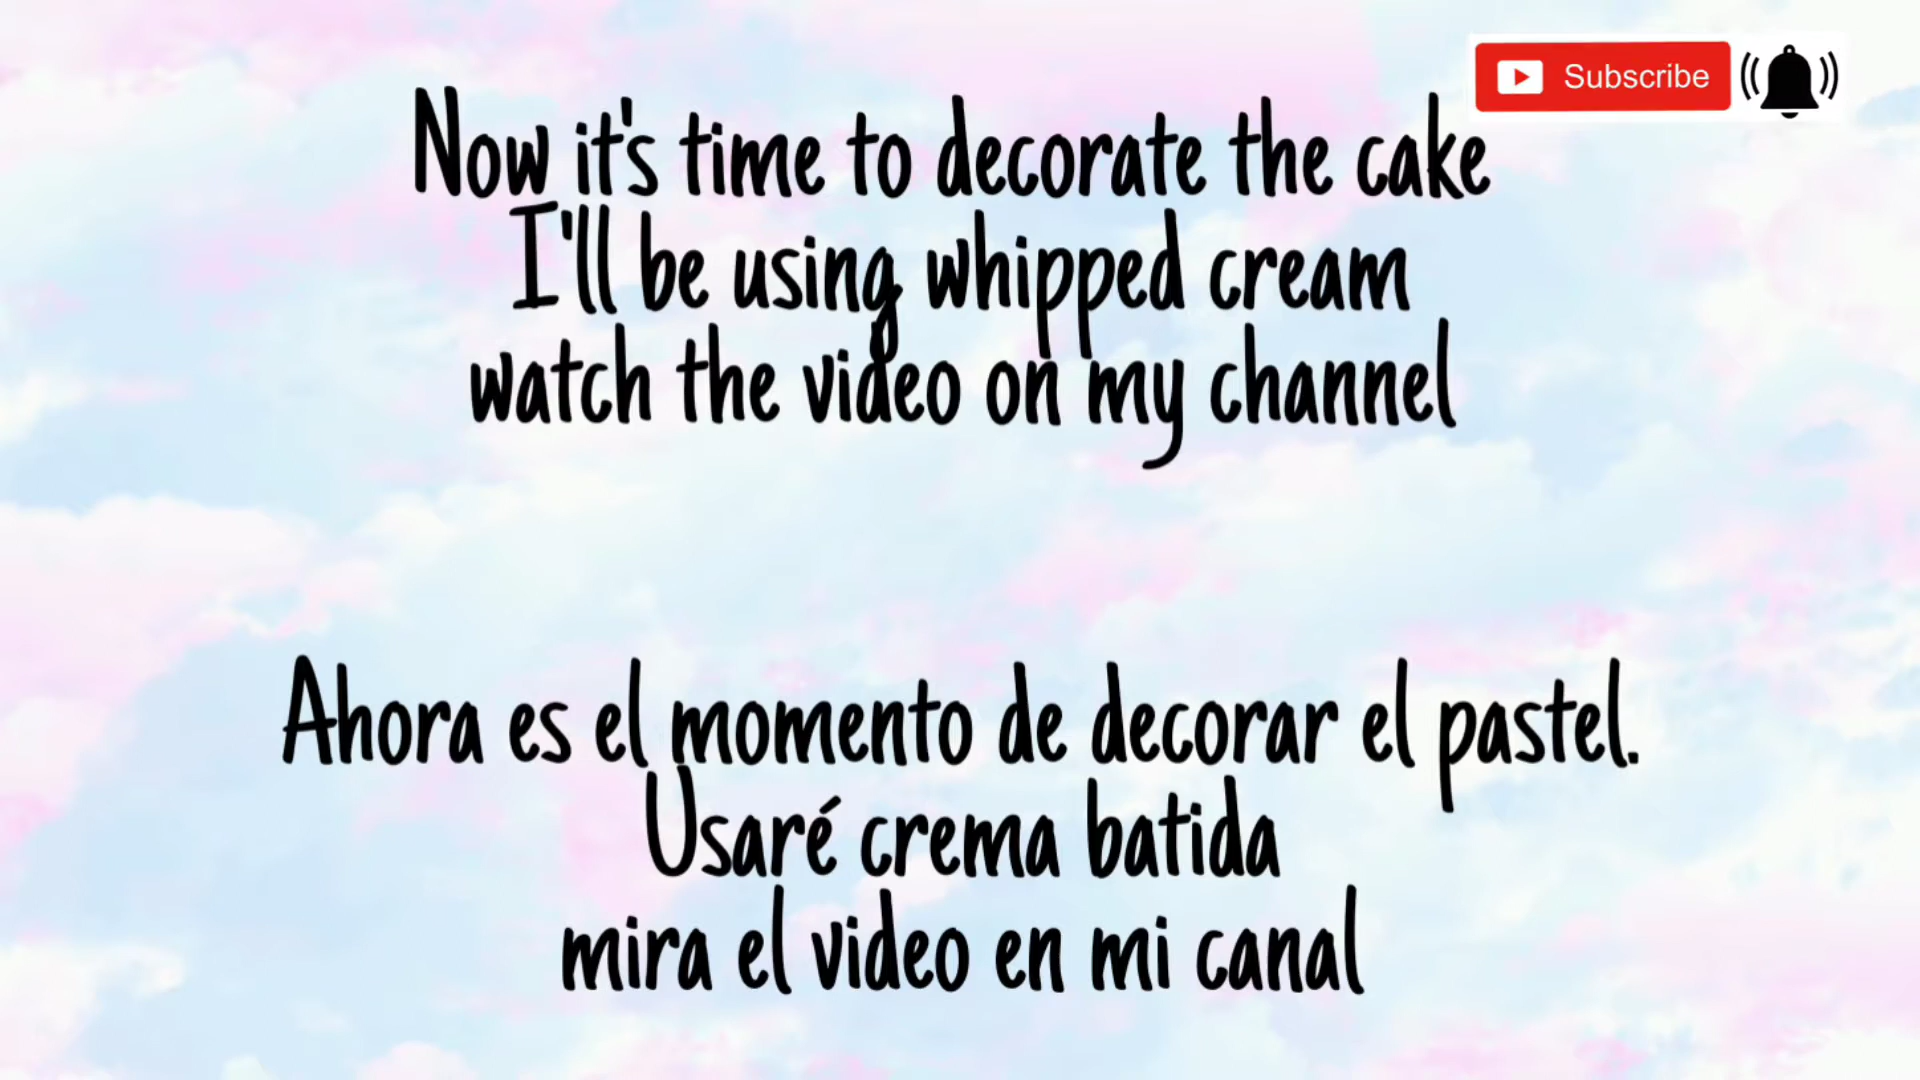 Subscribe
Now it's time to decorate the cake
I'll be using whipped cream
watch the video on my channel
Ahora es el momento de decorar el pastel.
Usaré crema batida
mira el video en mi canal